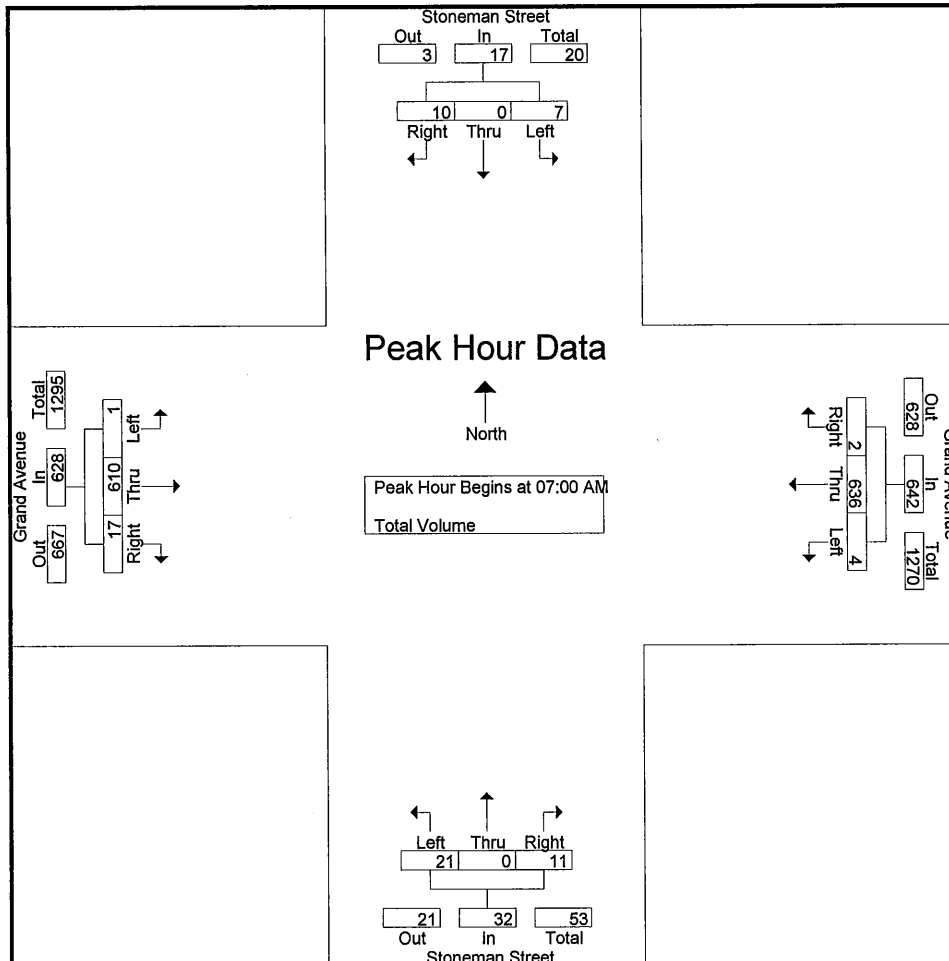 Stoneman Street
Out In Total
3 17 20
10 0 7
Right Thru Left
Peak Hour Data
North
Peak Hour Begins at 07:00 AM
Total Volume
Grand Avenue
Total In Out
1295 628 667
1 610 17
Left Thru Right
Right Thru Left
2 636 4
Out In Total
628 642 1270
Grand Avenue
Left Thru Right
21 0 11
21 32 53
Out In Total
Stoneman Street